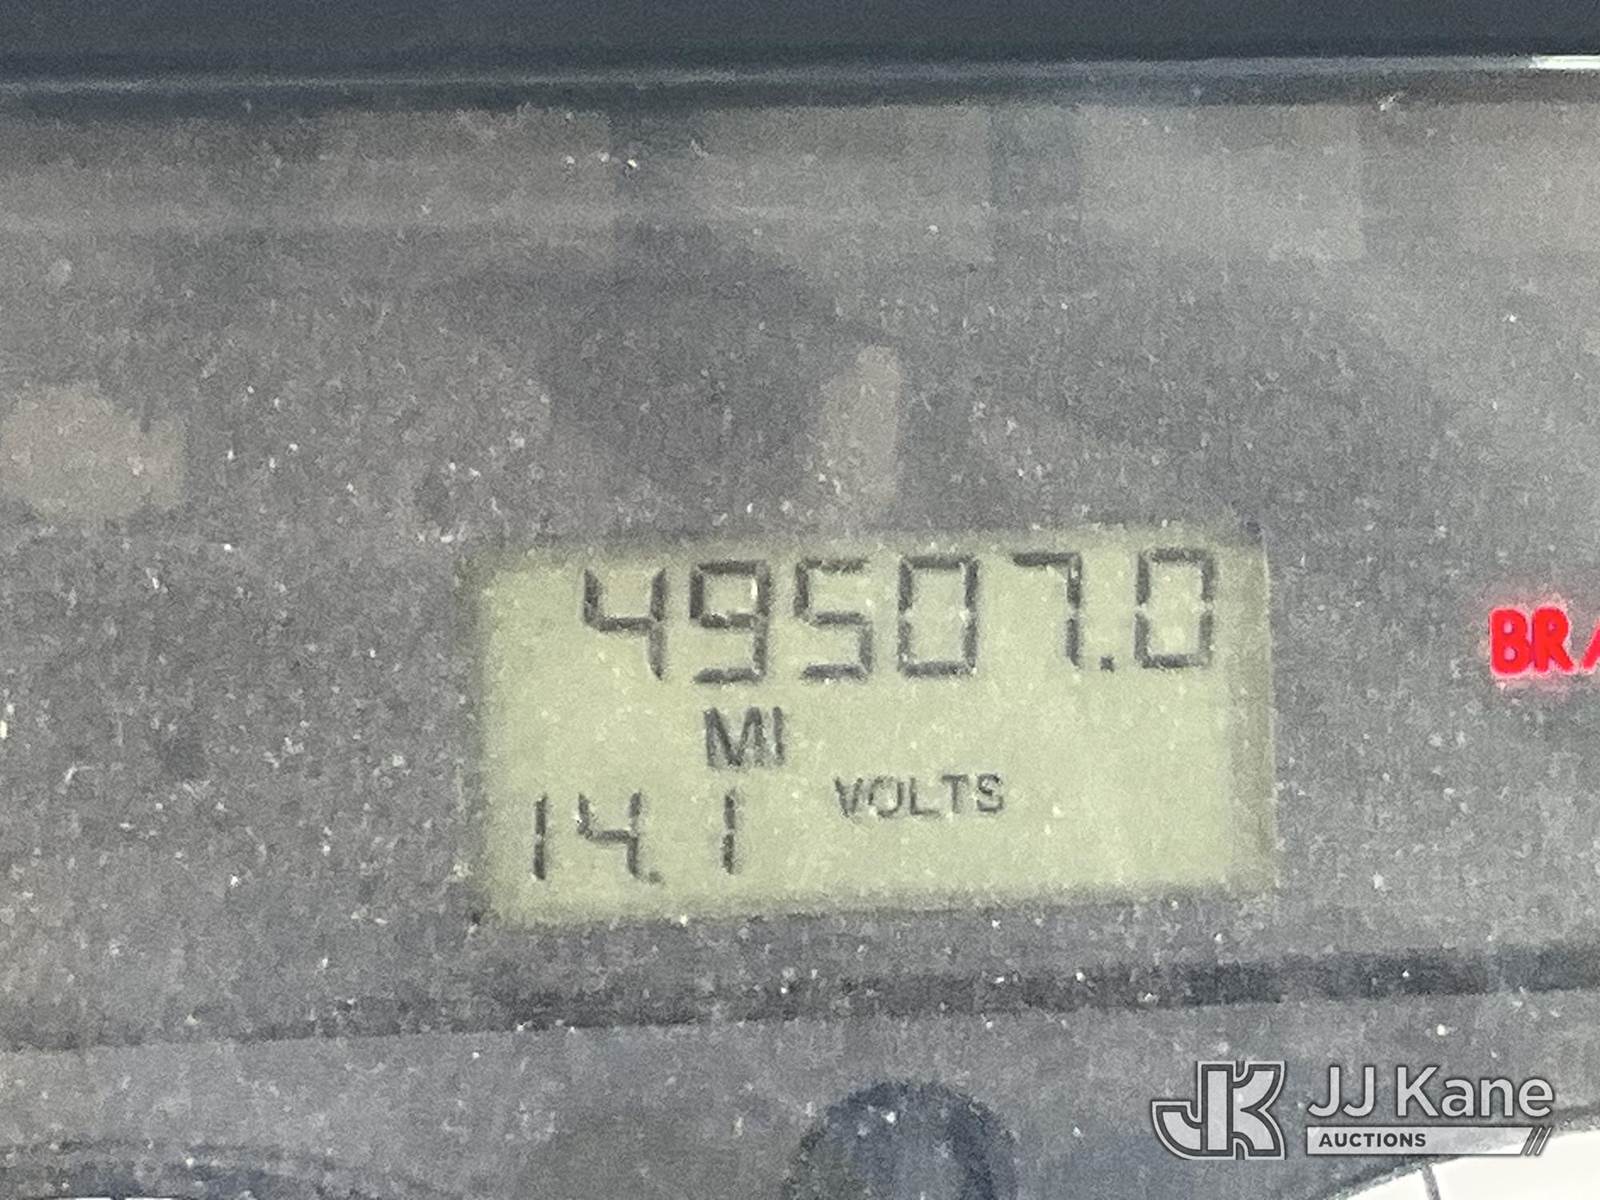 49507.0
MI
14.1 VOLTS
JJ Kane
AUCTIONS